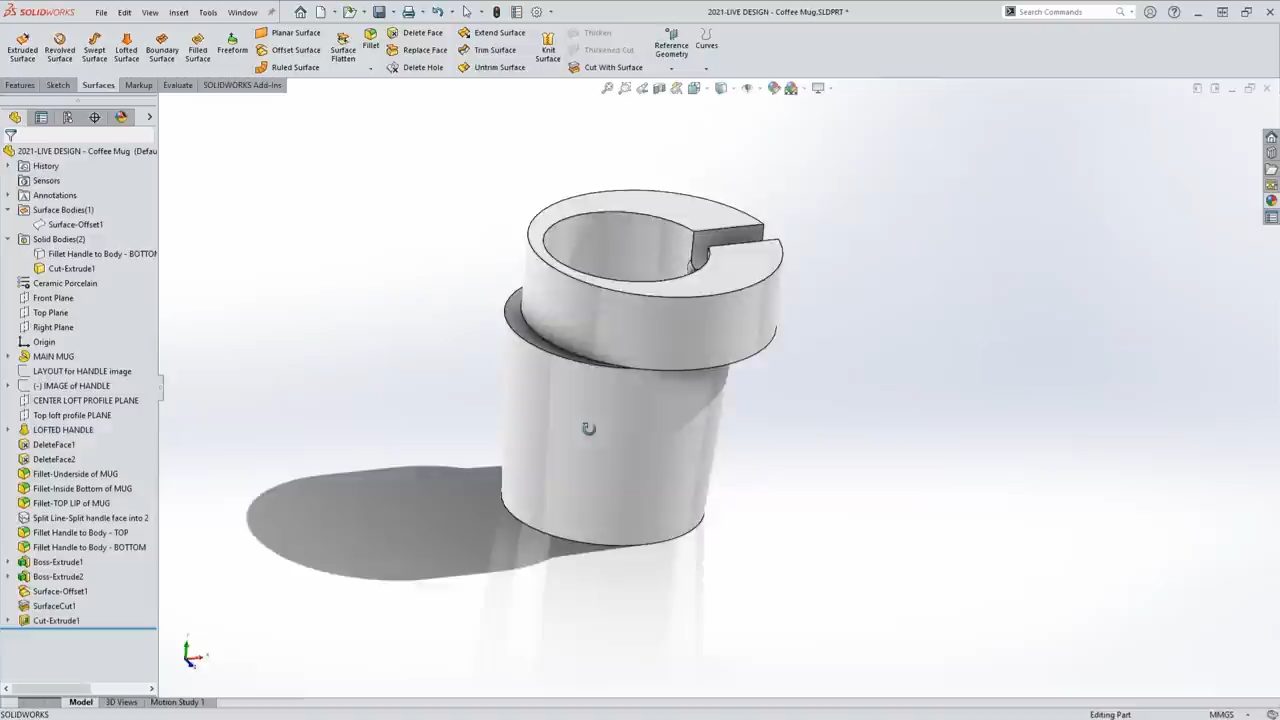 SOLIDWORKS File Edit View Insert Tools Window
2021-LIVE DESIGN - Coffee Mug.SLDPRT *
Search Commands
Extruded Surface
Revolved Surface
Swept Surface
Lofted Surface
Boundary Surface
Filled Surface
Freeform
Planar Surface
Offset Surface
Ruled Surface
Surface Flatten
Fillet
Delete Face
Replace Face
Delete Hole
Extend Surface
Trim Surface
Untrim Surface
Knit Surface
Thicken
Thickened Cut
Cut With Surface
Reference Geometry
Curves
Features Sketch Surfaces Markup Evaluate SOLIDWORKS Add-Ins
2021-LIVE DESIGN - Coffee Mug (Defau
History
Sensors
Annotations
Surface Bodies(1)
Surface-Offset1
Solid Bodies(2)
Fillet Handle to Body - BOTTOM
Cut-Extrude1
Ceramic Porcelain
Front Plane
Top Plane
Right Plane
Origin
MAIN MUG
LAYOUT for HANDLE image
(-) IMAGE of HANDLE
CENTER LOFT PROFILE PLANE
Top loft profile PLANE
LOFTED HANDLE
DeleteFace1
DeleteFace2
Fillet-Underside of MUG
Fillet-Inside Bottom of MUG
Fillet-TOP LIP of MUG
Split Line-Split handle face into 2
Fillet Handle to Body - TOP
Fillet Handle to Body - BOTTOM
Boss-Extrude1
Boss-Extrude2
Surface-Offset1
SurfaceCut1
Cut-Extrude1
Model 3D Views Motion Study 1
SOLIDWORKS
Editing Part
MMGS